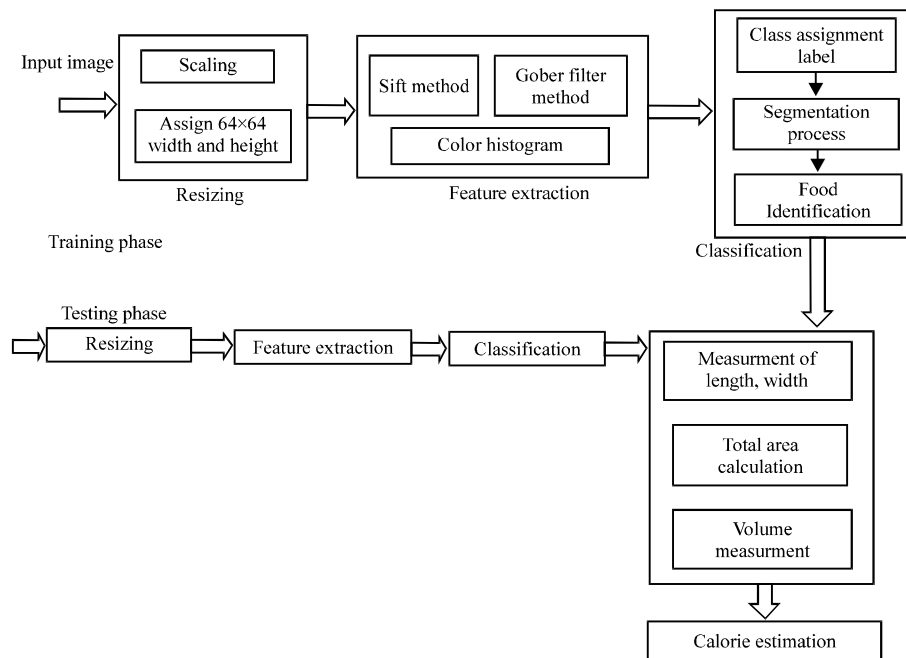 Input image
Scaling
Assign 64×64
width and height
Resizing
Sift method
Gober filter
method
Color histogram
Feature extraction
Class assignment
label
Segmentation
process
Food
Identification
Classification
Training phase
Testing phase
Resizing
Feature extraction
Classification
Measurment of
length, width
Total area
calculation
Volume
measurment
Calorie estimation